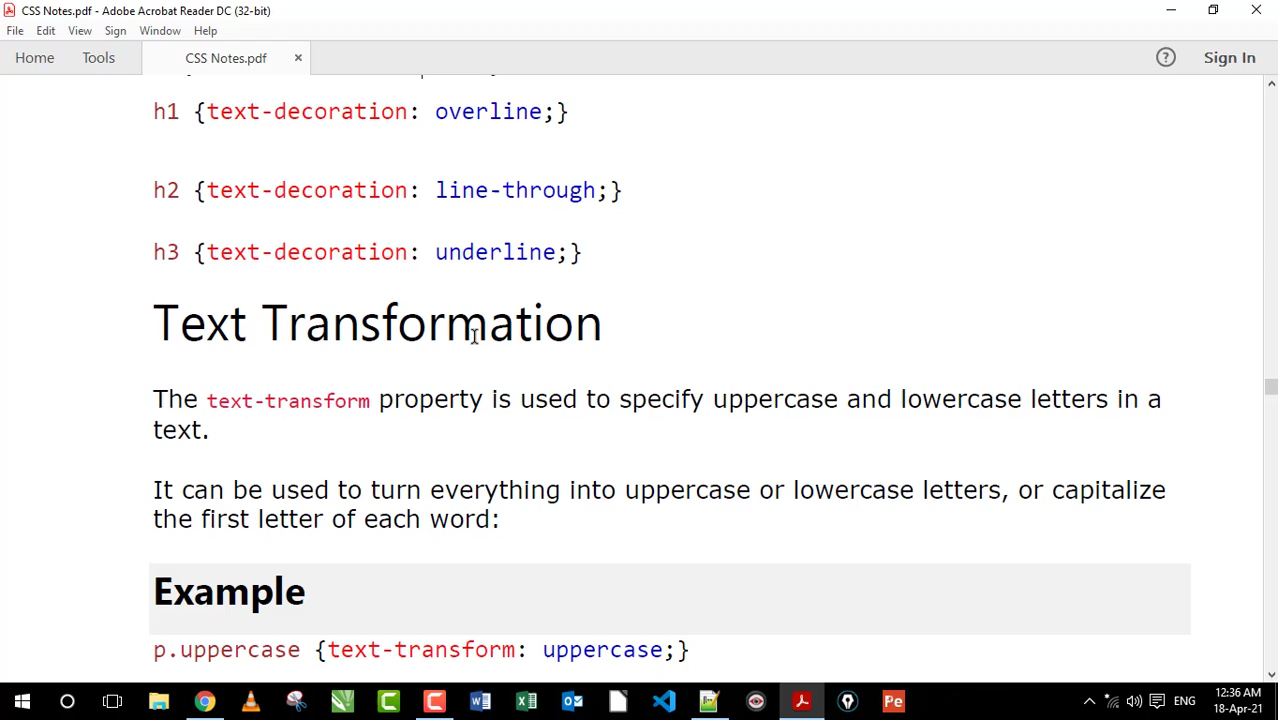 CSS Notes.pdf - Adobe Acrobat Reader DC (32-bit)
File Edit View Sign Window Help
Home Tools CSS Notes.pdf × ? Sign In
h1 {text-decoration: overline;}
h2 {text-decoration: line-through;}
h3 {text-decoration: underline;}
Text Transformation
The text-transform property is used to specify uppercase and lowercase letters in a
text.
It can be used to turn everything into uppercase or lowercase letters, or capitalize
the first letter of each word:
Example
p.uppercase {text-transform: uppercase;}
ENG
12:36 AM
18-Apr-21
Pe